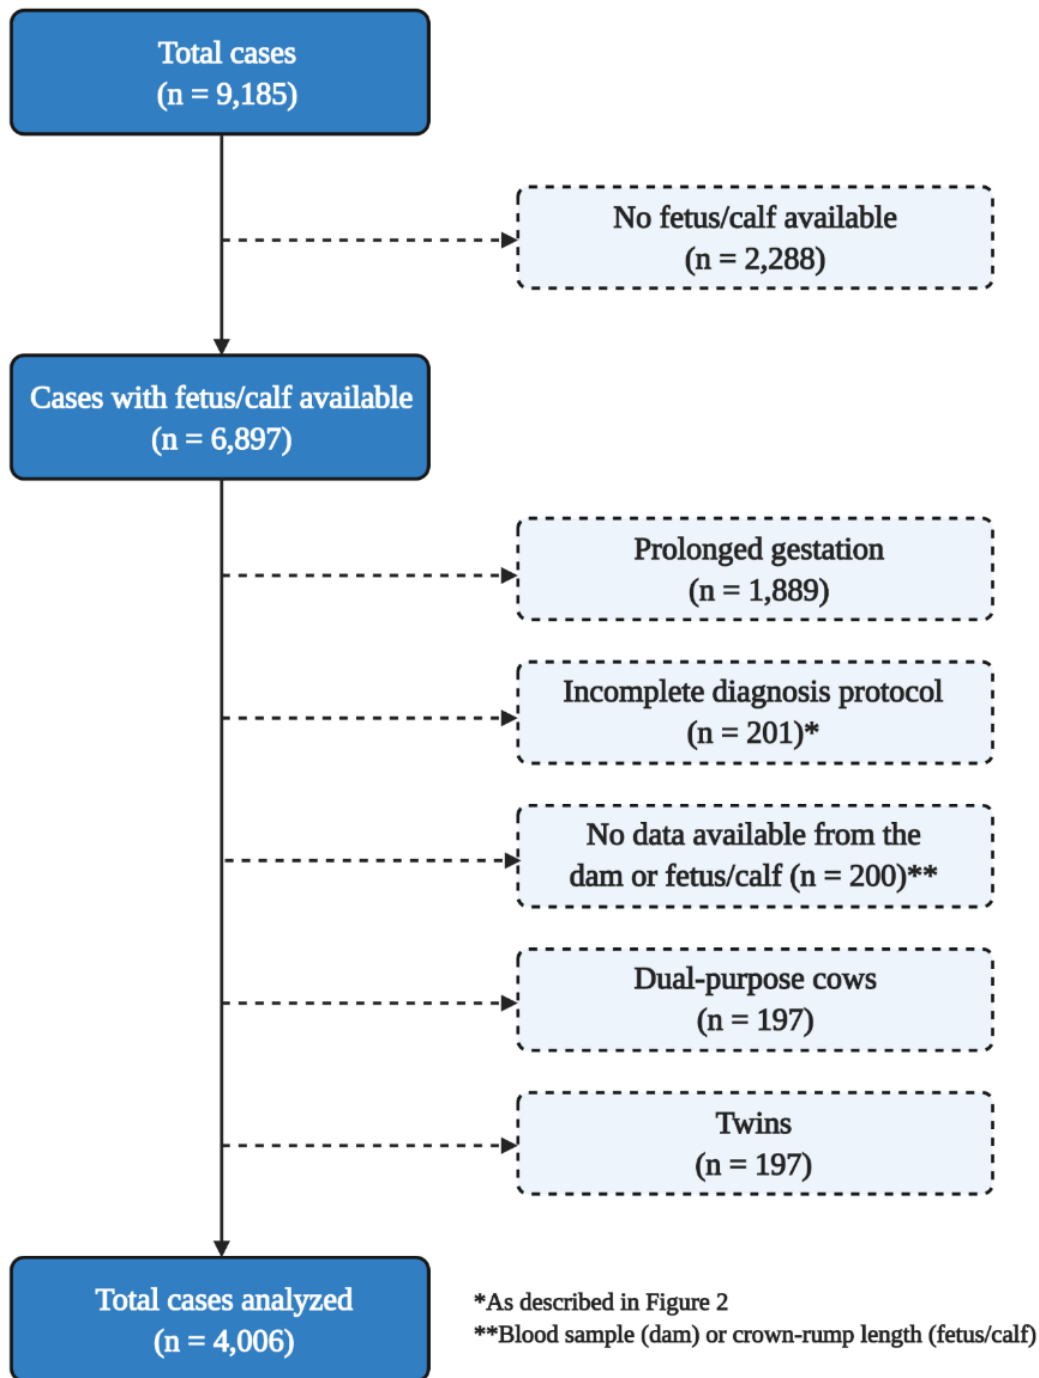 Total cases
(n = 9,185)
No fetus/calf available
(n = 2,288)
Cases with fetus/calf available
(n = 6,897)
Prolonged gestation
(n = 1,889)
Incomplete diagnosis protocol
(n = 201)*
No data available from the
dam or fetus/calf (n = 200)**
Dual-purpose cows
(n = 197)
Twins
(n = 197)
Total cases analyzed
(n = 4,006)
*As described in Figure 2
**Blood sample (dam) or crown-rump length (fetus/calf)